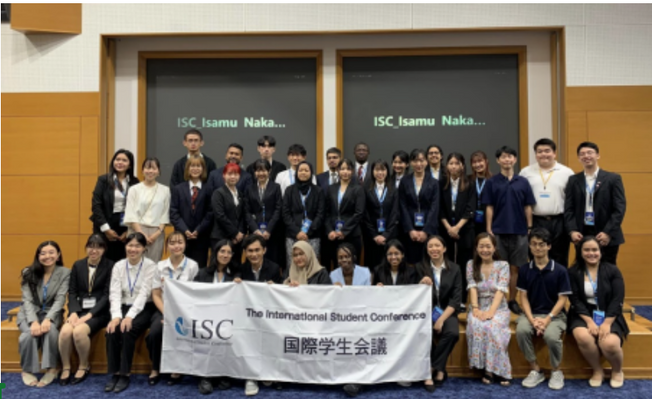 ISC_Isamu Naka...
ISC_Isamu Naka...
ISC
The International Student Conference
国際学生会議